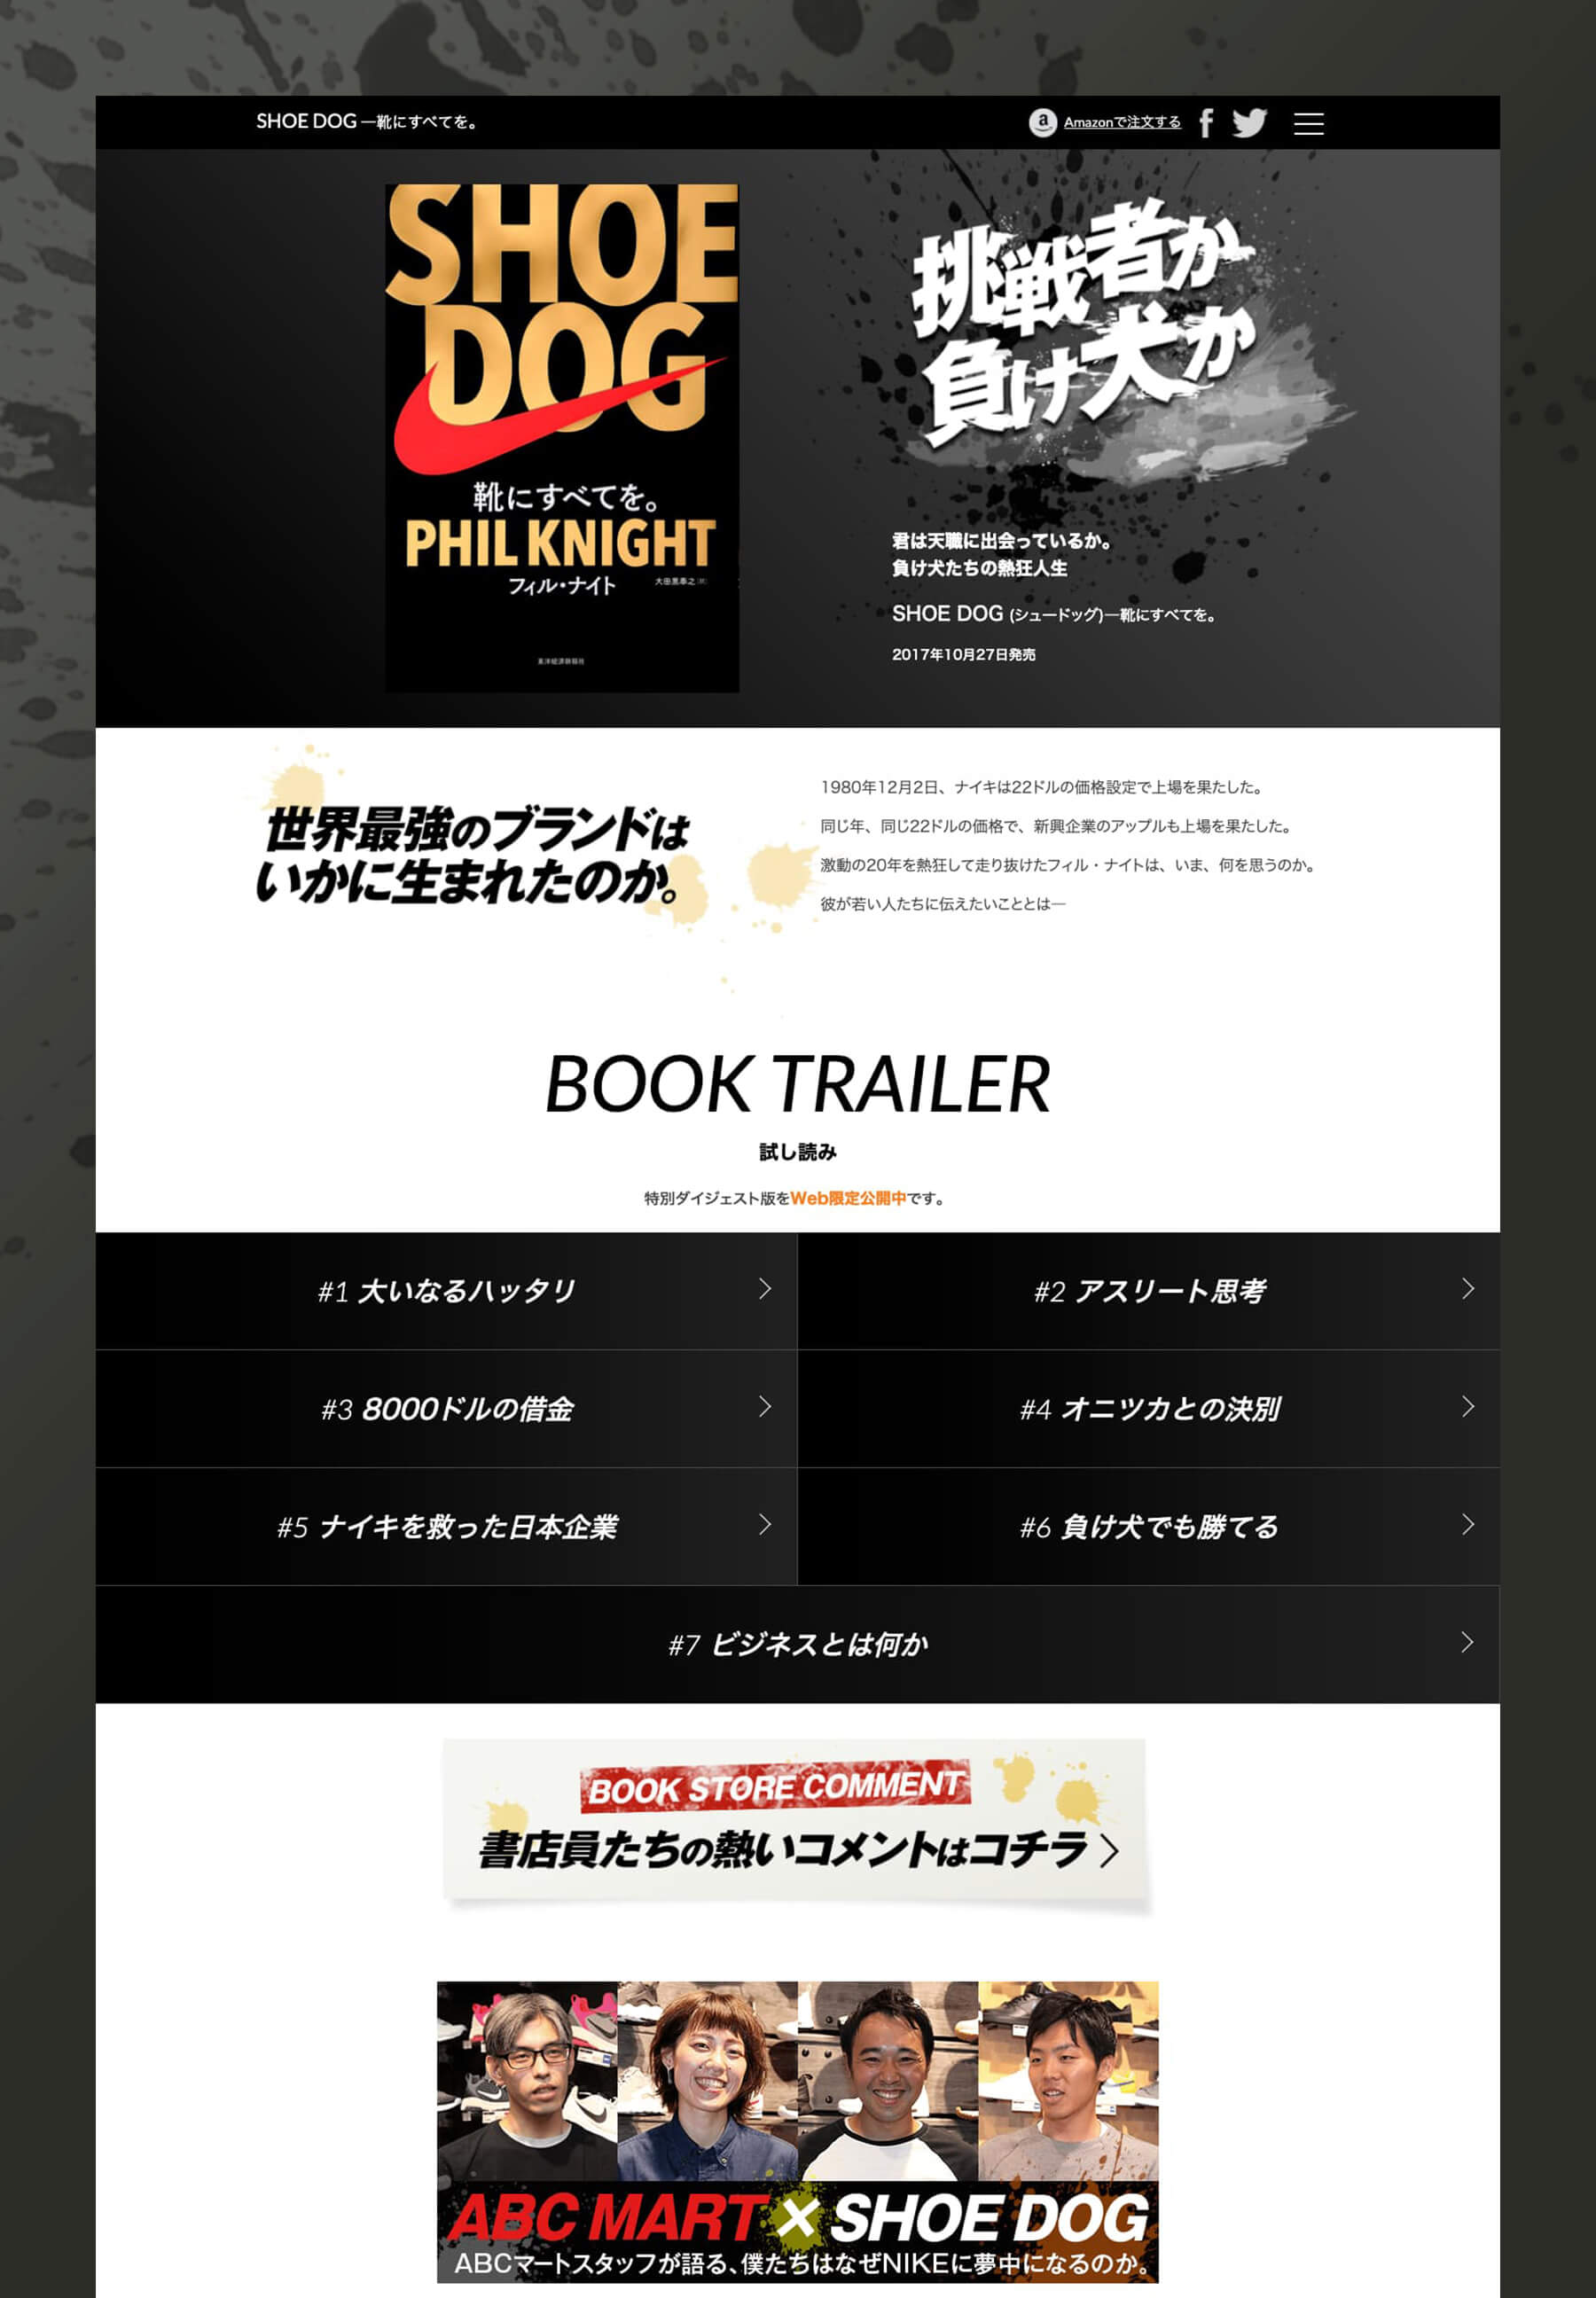 SHOE DOG ―靴にすべてを。
Amazonで注文する
SHOE
DOG
靴にすべてを。
PHIL KNIGHT
フィル・ナイト
大田黒奉之[訳]
東洋経済新報社
挑戦者か
負け犬か
君は天職に出会っているか。
負け犬たちの熱狂人生
SHOE DOG (シュードッグ)―靴にすべてを。
2017年10月27日発売
世界最強のブランドは
いかに生まれたのか。
1980年12月2日、ナイキは22ドルの価格設定で上場を果たした。
同じ年、同じ22ドルの価格で、新興企業のアップルも上場を果たした。
激動の20年を熱狂して走り抜けたフィル・ナイトは、いま、何を思うのか。
彼が若い人たちに伝えたいこととは―
BOOK TRAILER
試し読み
特別ダイジェスト版をWeb限定公開中です。
#1 大いなるハッタリ
#2 アスリート思考
#3 8000ドルの借金
#4 オニツカとの決別
#5 ナイキを救った日本企業
#6 負け犬でも勝てる
#7 ビジネスとは何か
BOOK STORE COMMENT
書店員たちの熱いコメントはコチラ
ABC MART × SHOE DOG
ABCマートスタッフが語る、僕たちはなぜNIKEに夢中になるのか。